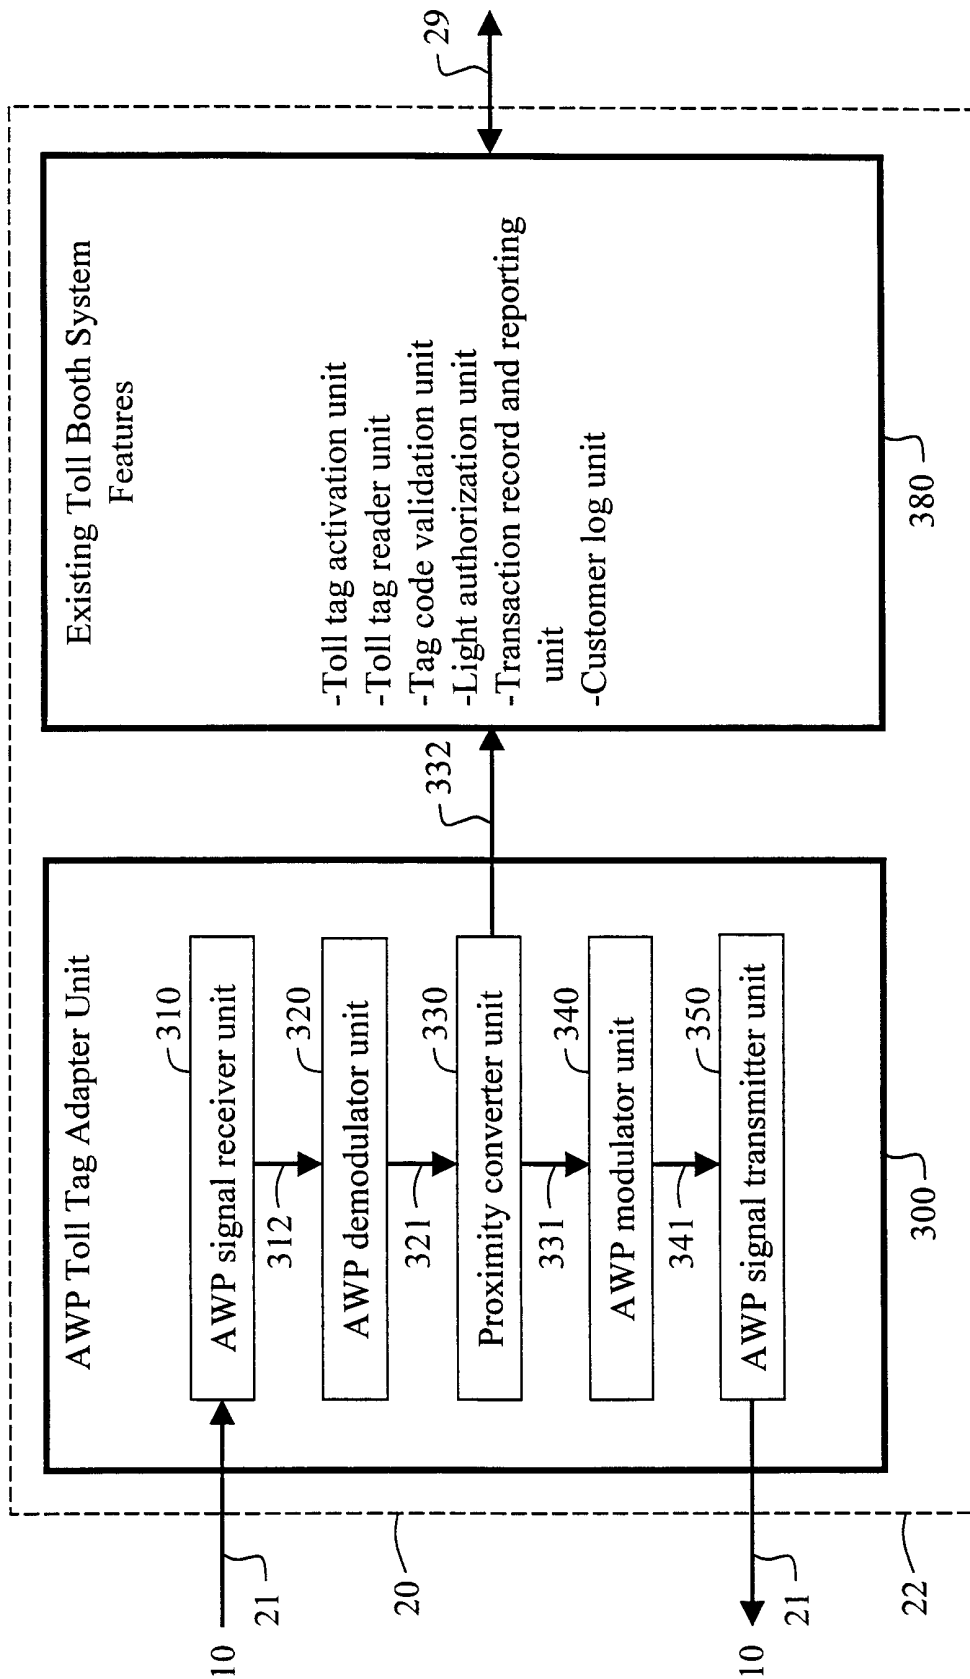 AWP Toll Tag Adapter Unit
310
AWP signal receiver unit
10
21
312
320
AWP demodulator unit
321
330
Proximity converter unit
331
340
AWP modulator unit
341
350
AWP signal transmitter unit
10
21
20
22
300
332
Existing Toll Booth System
Features
-Toll tag activation unit
-Toll tag reader unit
-Tag code validation unit
-Light authorization unit
-Transaction record and reporting
unit
-Customer log unit
380
29